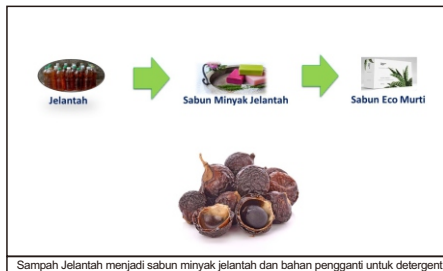 Jelantah
Sabun Minyak Jelantah
Sabun Eco Murti
Sampah Jelantah menjadi sabun minyak jelantah dan bahan pengganti untuk detergent